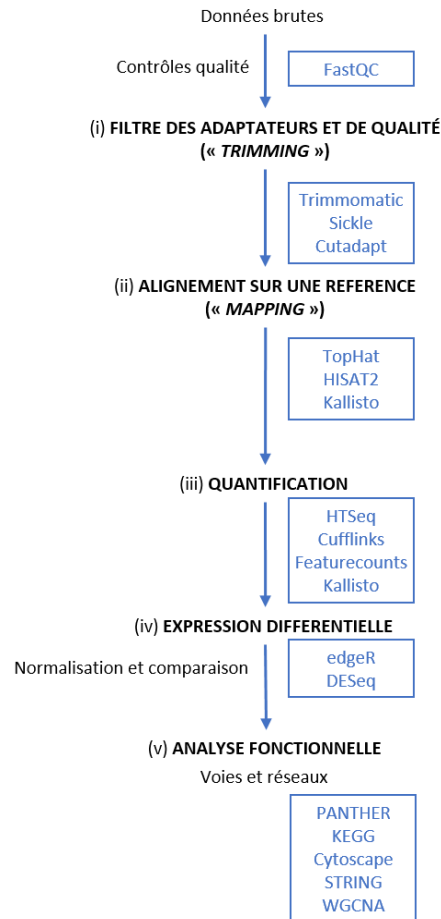 Données brutes
Contrôles qualité
FastQC
(i) FILTRE DES ADAPTATEURS ET DE QUALITÉ
(« TRIMMING »)
Trimmomatic
Sickle
Cutadapt
(ii) ALIGNEMENT SUR UNE REFERENCE
(« MAPPING »)
TopHat
HISAT2
Kallisto
(iii) QUANTIFICATION
HTSeq
Cufflinks
Featurecounts
Kallisto
(iv) EXPRESSION DIFFERENTIELLE
Normalisation et comparaison
edgeR
DESeq
(v) ANALYSE FONCTIONNELLE
Voies et réseaux
PANTHER
KEGG
Cytoscape
STRING
WGCNA